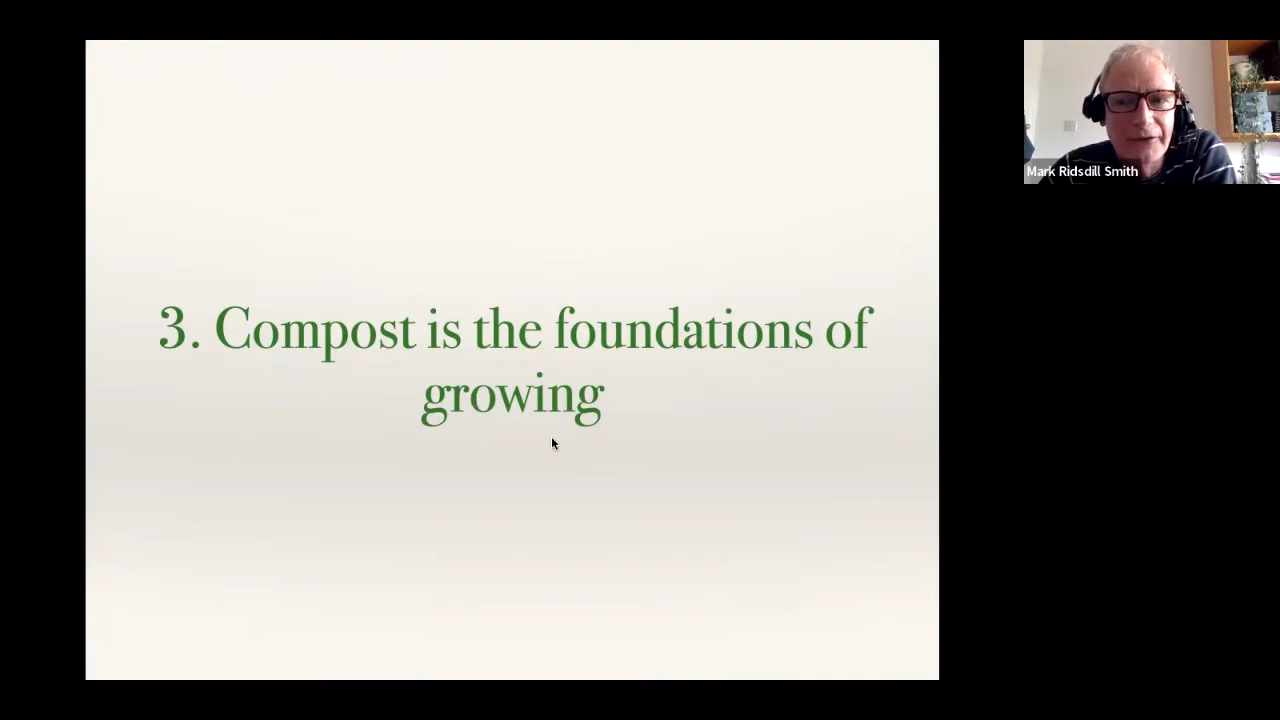 3. Compost is the foundations of
growing
Mark Ridsdill Smith